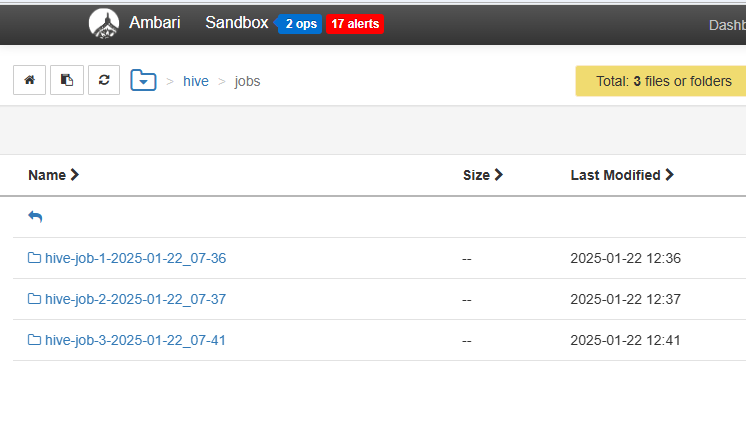 Ambari Sandbox 2 ops 17 alerts Dashb
> hive > jobs Total: 3 files or folders
Name Size Last Modified
hive-job-1-2025-01-22_07-36 -- 2025-01-22 12:36
hive-job-2-2025-01-22_07-37 -- 2025-01-22 12:37
hive-job-3-2025-01-22_07-41 -- 2025-01-22 12:41